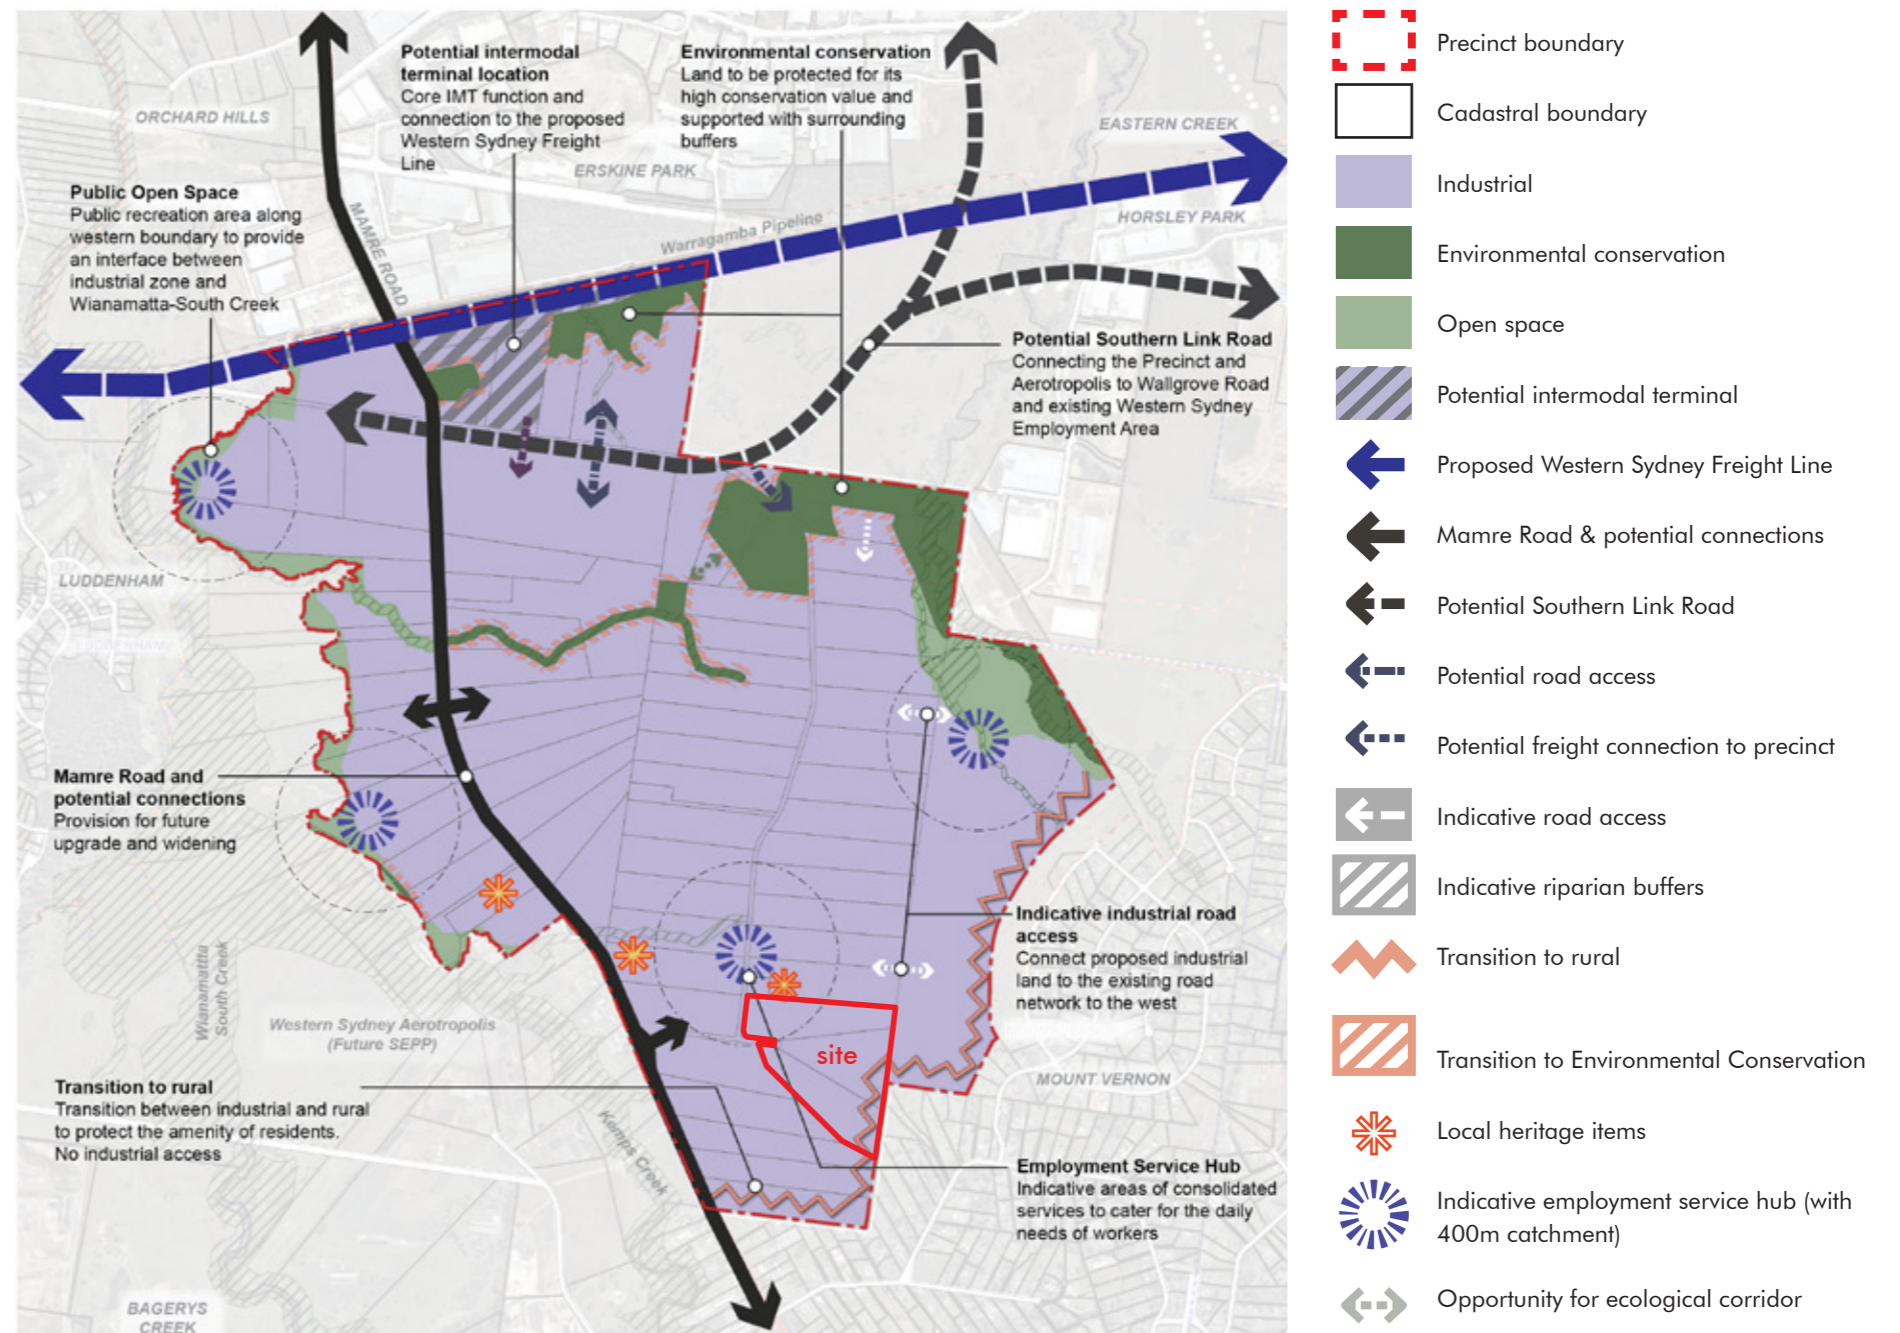 ORCHARD HILLS
Potential intermodal
terminal location
Core IMT function and
connection to the proposed
Western Sydney Freight
Line
Environmental conservation
Land to be protected for its
high conservation value and
supported with surrounding
buffers
EASTERN CREEK
ERSKINE PARK
HORSLEY PARK
Public Open Space
Public recreation area along
western boundary to provide
an interface between
industrial zone and
Wianamatta-South Creek
MAMRE ROAD
Warragamba Pipeline
Potential Southern Link Road
Connecting the Precinct and
Aerotropolis to Wallgrove Road
and existing Western Sydney
Employment Area
LUDDENHAM
LUDDENHAM
Mamre Road and
potential connections
Provision for future
upgrade and widening
Indicative industrial road
access
Connect proposed industrial
land to the existing road
network to the west
Wianamattta
South Creek
Western Sydney Aerotropolis
(Future SEPP)
site
MOUNT VERNON
Transition to rural
Transition between industrial and rural
to protect the amenity of residents.
No industrial access
Kemps Creek
Employment Service Hub
Indicative areas of consolidated
services to cater for the daily
needs of workers
BAGERYS
CREEK
Precinct boundary
Cadastral boundary
Industrial
Environmental conservation
Open space
Potential intermodal terminal
Proposed Western Sydney Freight Line
Mamre Road & potential connections
Potential Southern Link Road
Potential road access
Potential freight connection to precinct
Indicative road access
Indicative riparian buffers
Transition to rural
Transition to Environmental Conservation
Local heritage items
Indicative employment service hub (with
400m catchment)
Opportunity for ecological corridor